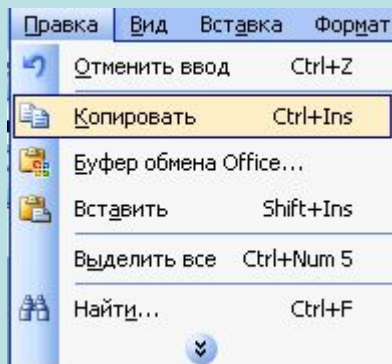 Правка Вид Вставка Формат
Отменить ввод Ctrl+Z
Копировать Ctrl+Ins
Буфер обмена Office...
Вставить Shift+Ins
Выделить все Ctrl+Num 5
Найти... Ctrl+F